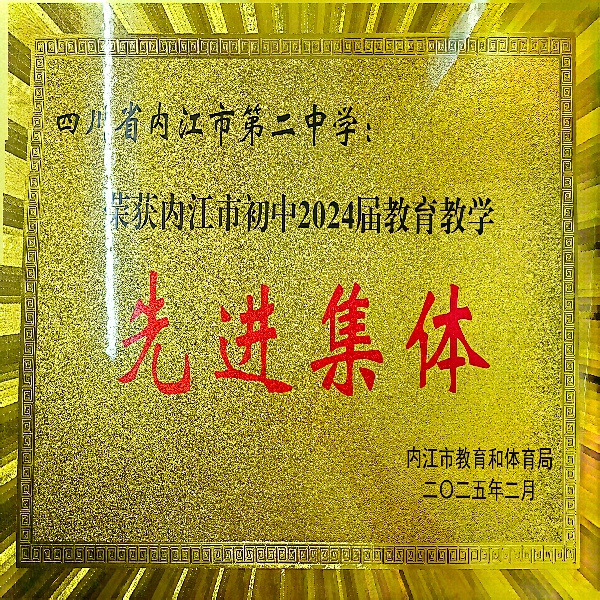 四川省内江市第二中学：
荣获内江市初中2024届教育教学
先进集体
内江市教育和体育局
二〇二五年二月